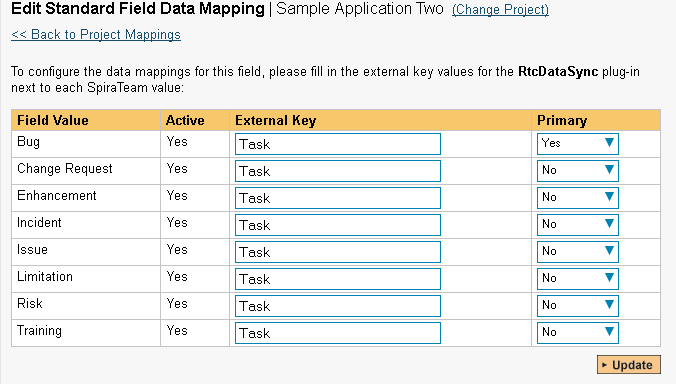 Edit Standard Field Data Mapping | Sample Application Two (Change Project)
<< Back to Project Mappings
To configure the data mappings for this field, please fill in the external key values for the RtcDataSync plug-in
next to each SpiraTeam value:
Field Value Active External Key Primary
Bug Yes Task Yes
Change Request Yes Task No
Enhancement Yes Task No
Incident Yes Task No
Issue Yes Task No
Limitation Yes Task No
Risk Yes Task No
Training Yes Task No
Update